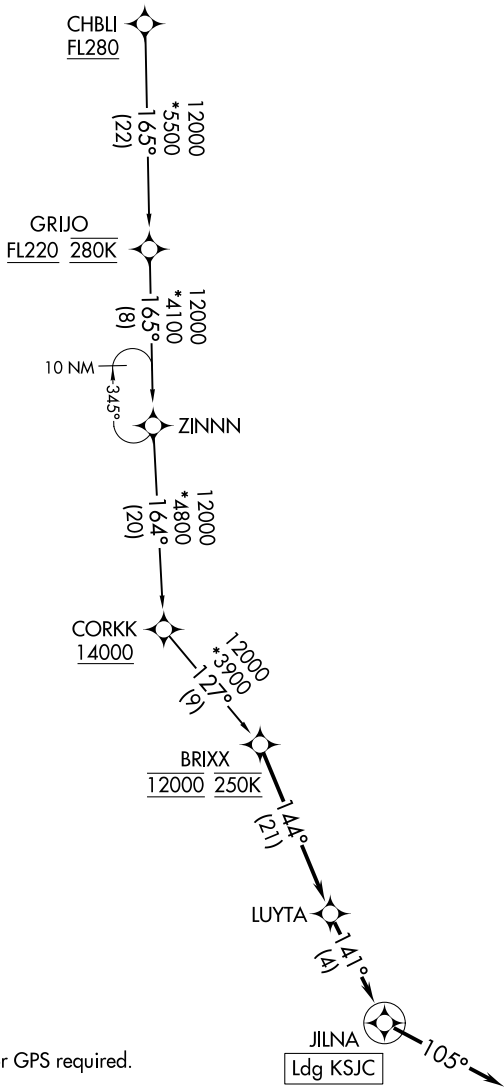 CHBLI
FL280
12000
*5500
165°
(22)
GRIJO
FL220 280K
12000
*4100
165°
(8)
10 NM
345°
ZINNN
12000
*4800
164°
(20)
CORKK
14000
12000
*3900
127°
(9)
BRIXX
12000 250K
144°
(21)
LUYTA
141°
(4)
JILNA
Ldg KSJC
105°
r GPS required.